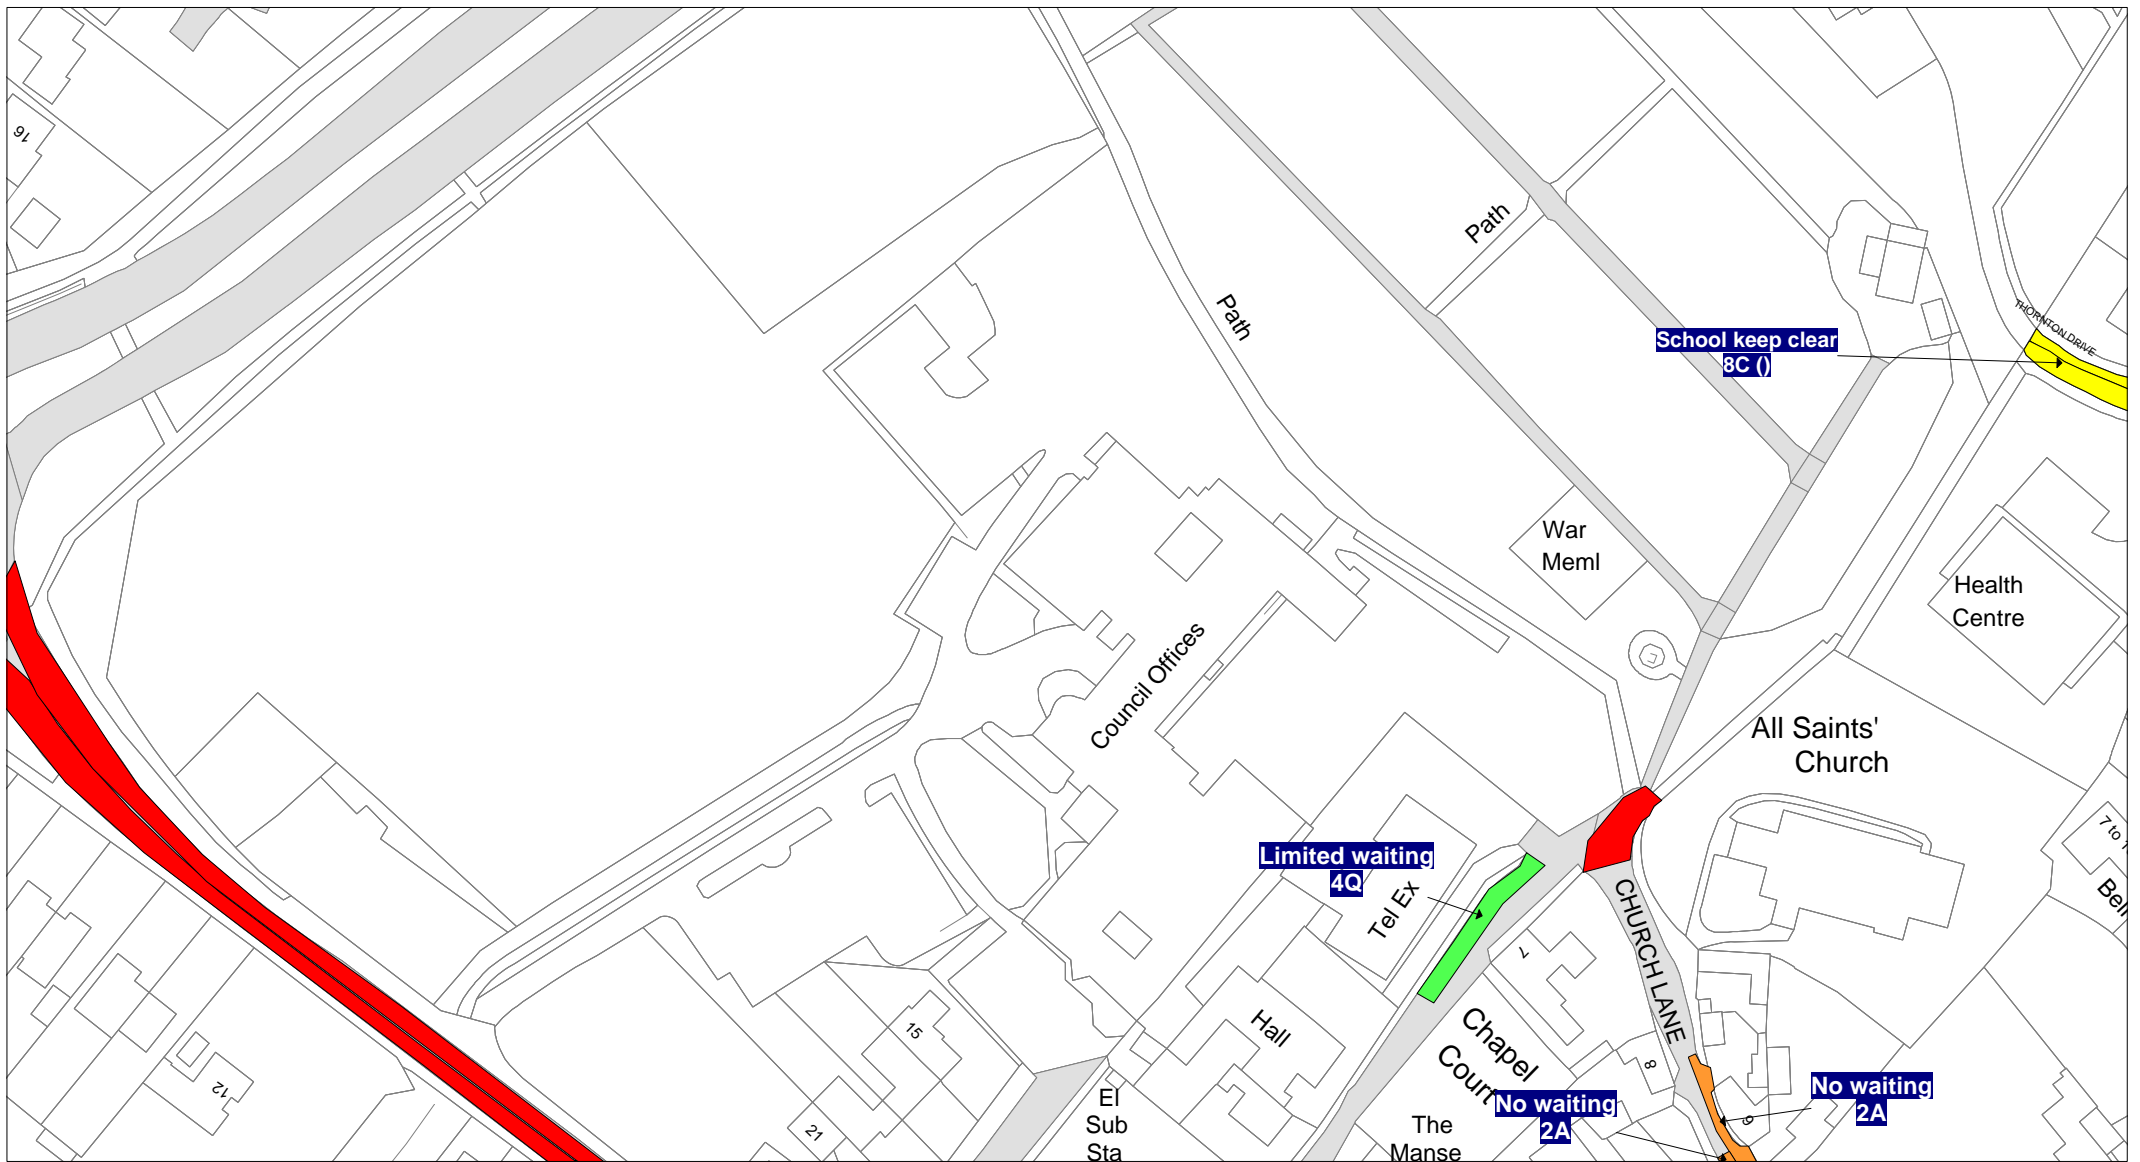 16
Path
Path
THORNTON DRIVE
School keep clear
8C ()
War
Meml
Health
Centre
Council Offices
All Saints'
Church
7 to
Limited waiting
4Q
Tel Ex
CHURCH LANE
7
Hall
15
Chapel
Court
8
12
21
El
Sub
Sta
The
Manse
No waiting
2A
No waiting
2A
9